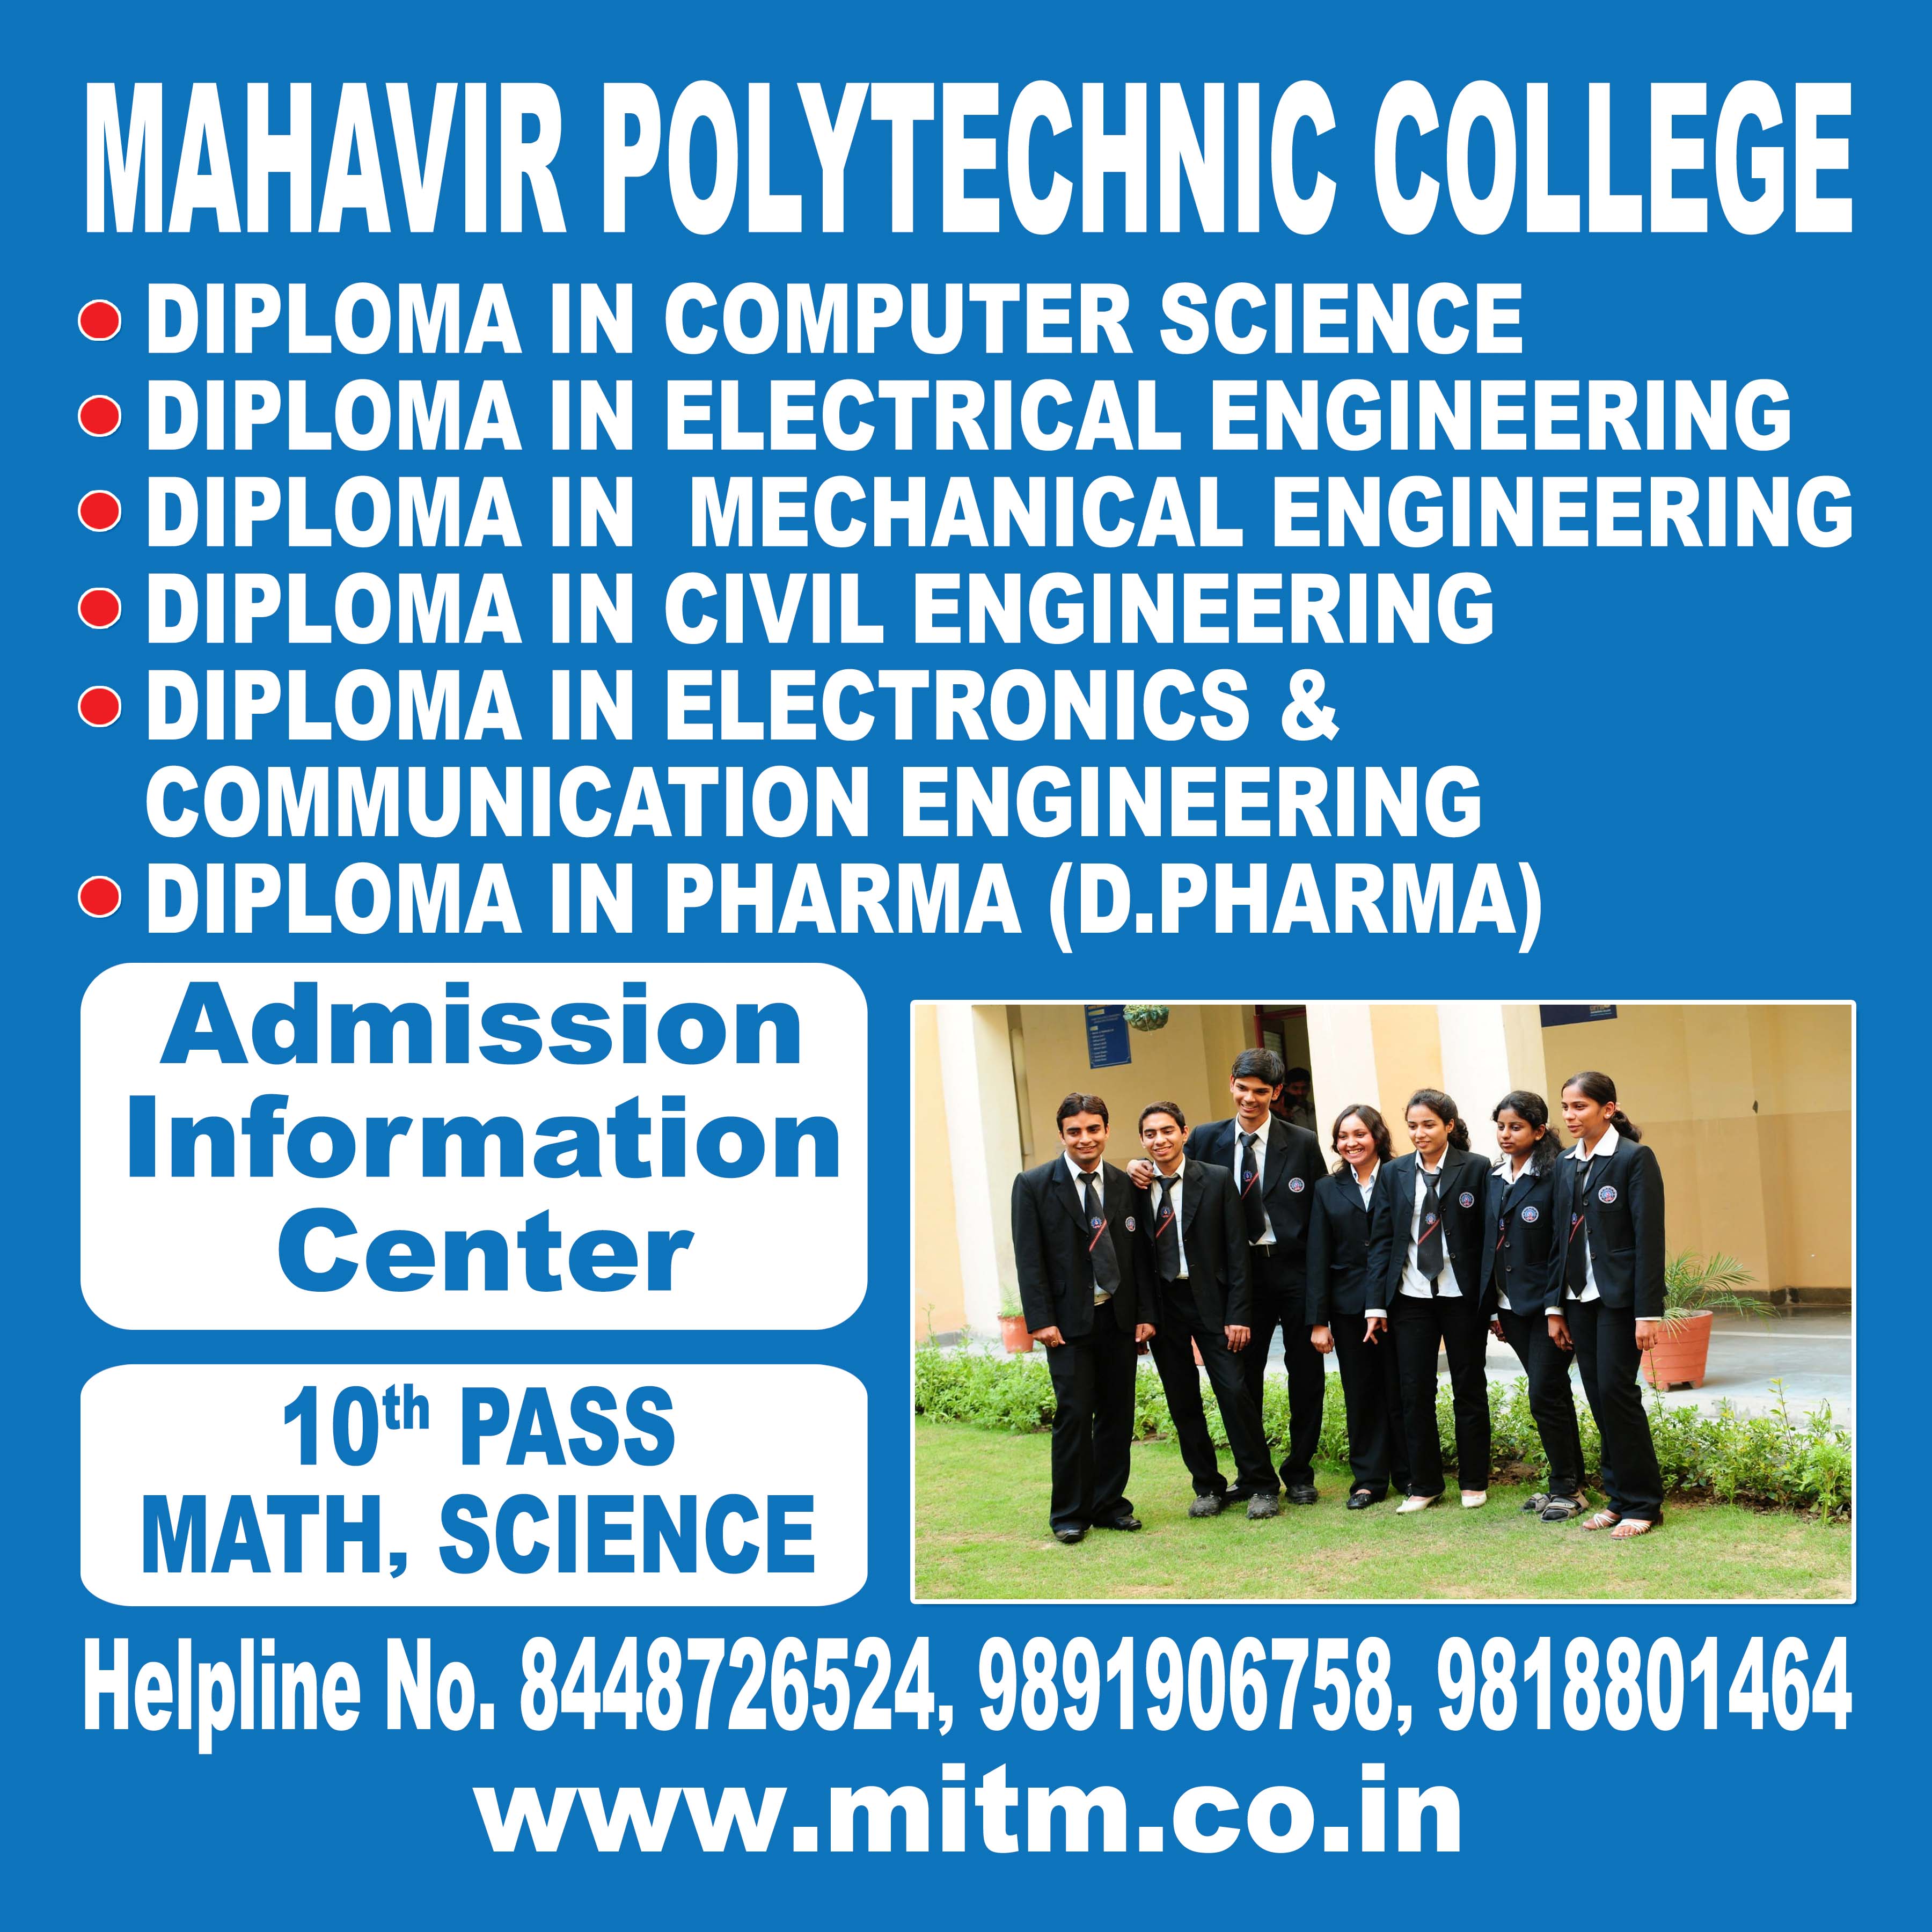 MAHAVIR POLYTECHNIC COLLEGE
DIPLOMA IN COMPUTER SCIENCE
DIPLOMA IN ELECTRICAL ENGINEERING
DIPLOMA IN MECHANICAL ENGINEERING
DIPLOMA IN CIVIL ENGINEERING
DIPLOMA IN ELECTRONICS &
COMMUNICATION ENGINEERING
DIPLOMA IN PHARMA (D.PHARMA)
Admission
Information
Center
10th PASS
MATH, SCIENCE
Helpline No. 8448726524, 9891906758, 9818801464
www.mitm.co.in